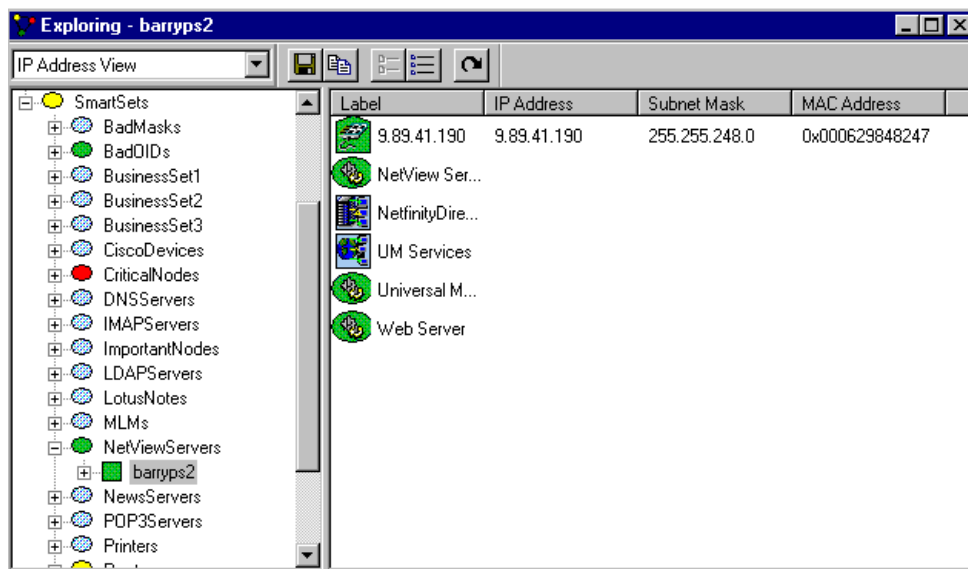 Exploring - barryps2
IP Address View
SmartSets
BadMasks
BadOIDs
BusinessSet1
BusinessSet2
BusinessSet3
CiscoDevices
CriticalNodes
DNSServers
IMAPServers
ImportantNodes
LDAPServers
LotusNotes
MLMs
NetViewServers
barryps2
NewsServers
POP3Servers
Printers
Label IP Address Subnet Mask MAC Address
9.89.41.190 9.89.41.190 255.255.248.0 0x000629848247
NetView Ser...
NetfinityDire...
UM Services
Universal M...
Web Server